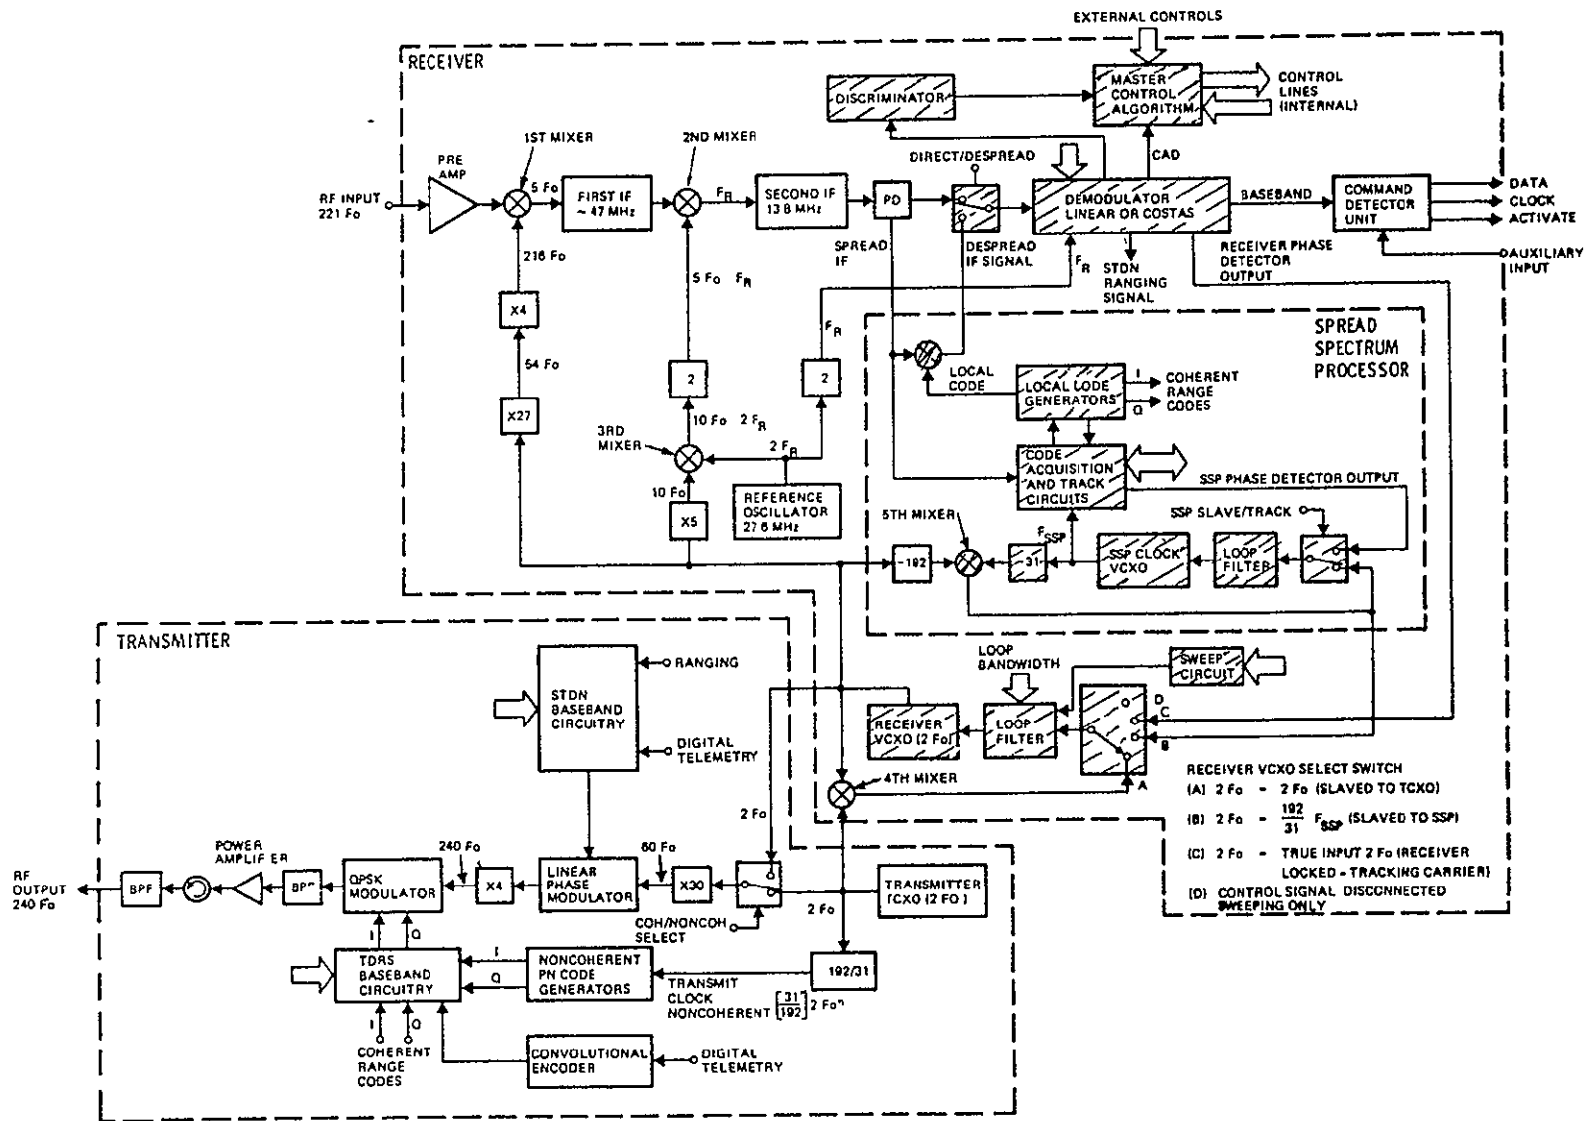 EXTERNAL CONTROLS
RECEIVER
DISCRIMINATOR
MASTER
CONTROL
ALGORITHM
CONTROL
LINES
(INTERNAL)
CAD
1ST MIXER
2ND MIXER
PRE
AMP
RF INPUT
221 Fo
5 Fo
FIRST IF
~ 47 MHz
FR
SECOND IF
13 8 MHz
PD
DIRECT/DESPREAD
DEMODULATOR
LINEAR OR COSTAS
BASEBAND
COMMAND
DETECTOR
UNIT
DATA
CLOCK
ACTIVATE
AUXILIARY
INPUT
SPREAD
IF
DESPREAD
IF SIGNAL
FR
STDN
RANGING
SIGNAL
RECEIVER PHASE
DETECTOR
OUTPUT
216 Fo
X4
54 Fo
X27
5 Fo FR
2
10 Fo 2 FR
3RD
MIXER
2 FR
10 Fo
X5
REFERENCE
OSCILLATOR
27 6 MHz
FR
2
SPREAD
SPECTRUM
PROCESSOR
LOCAL
CODE
LOCAL CODE
GENERATORS
I
Q
COHERENT
RANGE
CODES
CODE
ACQUISITION
AND TRACK
CIRCUITS
SSP PHASE DETECTOR OUTPUT
SSP SLAVE/TRACK
5TH MIXER
FSSP
-192
-31
SSP CLOCK
VCXO
LOOP
FILTER
TRANSMITTER
STDN
BASEBAND
CIRCUITRY
RANGING
DIGITAL
TELEMETRY
LOOP
BANDWIDTH
SWEEP
CIRCUIT
RECEIVER
VCXO (2 Fo)
LOOP
FILTER
D
C
B
A
4TH MIXER
2 Fo
RECEIVER VCXO SELECT SWITCH
(A) 2 Fo - 2 Fo (SLAVED TO TCXO)
(B) 2 Fo - 192/31 FSSP (SLAVED TO SSP)
(C) 2 Fo - TRUE INPUT 2 Fo (RECEIVER
LOCKED - TRACKING CARRIER)
(D) CONTROL SIGNAL DISCONNECTED
SWEEPING ONLY
RF
OUTPUT
240 Fo
BPF
POWER
AMPLIFIER
QPSK
MODULATOR
240 Fo
X4
LINEAR
PHASE
MODULATOR
60 Fo
X30
COH/NONCOH
SELECT
2 Fo
TRANSMITTER
TCXO (2 FO )
192/31
I
Q
TDRS
BASEBAND
CIRCUITRY
I
Q
NONCOHERENT
PN CODE
GENERATORS
TRANSMIT
CLOCK
NONCOHERENT [31/192] 2 Fo
I
Q
COHERENT
RANGE
CODES
CONVOLUTIONAL
ENCODER
DIGITAL
TELEMETRY